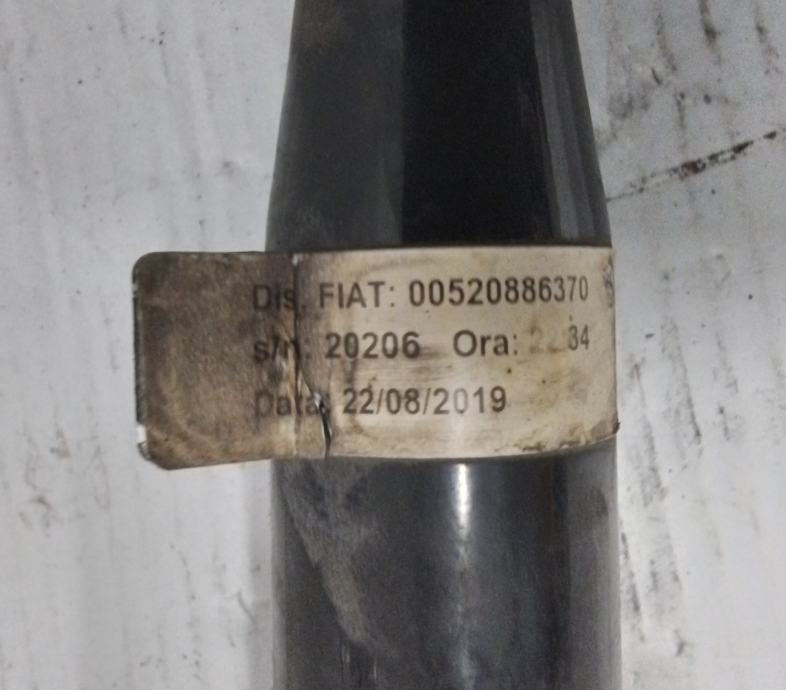 Dis. FIAT: 00520886370
s/n: 20206 Ora:
Data: 22/08/2019